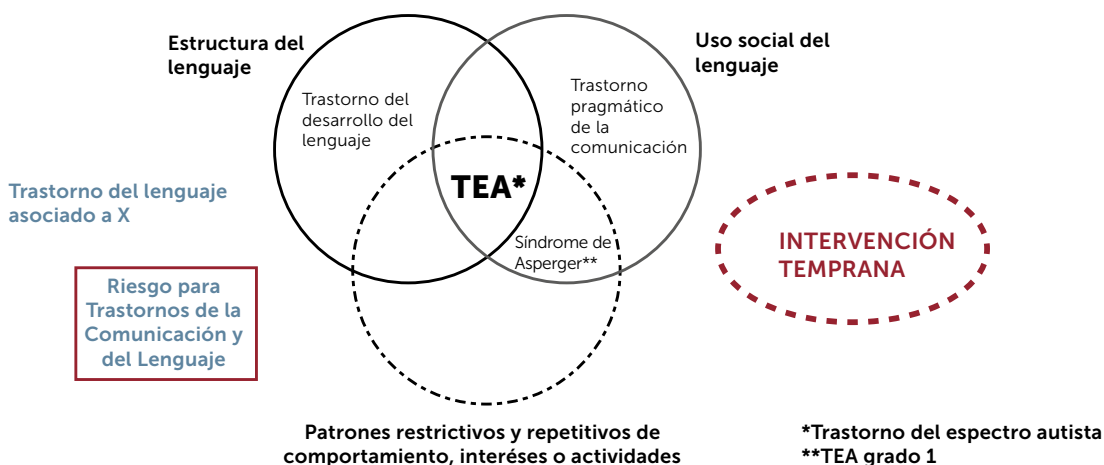 Estructura del
lenguaje
Uso social del
lenguaje
Trastorno del
desarrollo del
lenguaje
Trastorno
pragmático
de la
comunicación
TEA*
Síndrome de
Asperger**
Trastorno del lenguaje
asociado a X
Riesgo para
Trastornos de la
Comunicación y
del Lenguaje
INTERVENCIÓN
TEMPRANA
Patrones restrictivos y repetitivos de
comportamiento, interéses o actividades
*Trastorno del espectro autista
**TEA grado 1